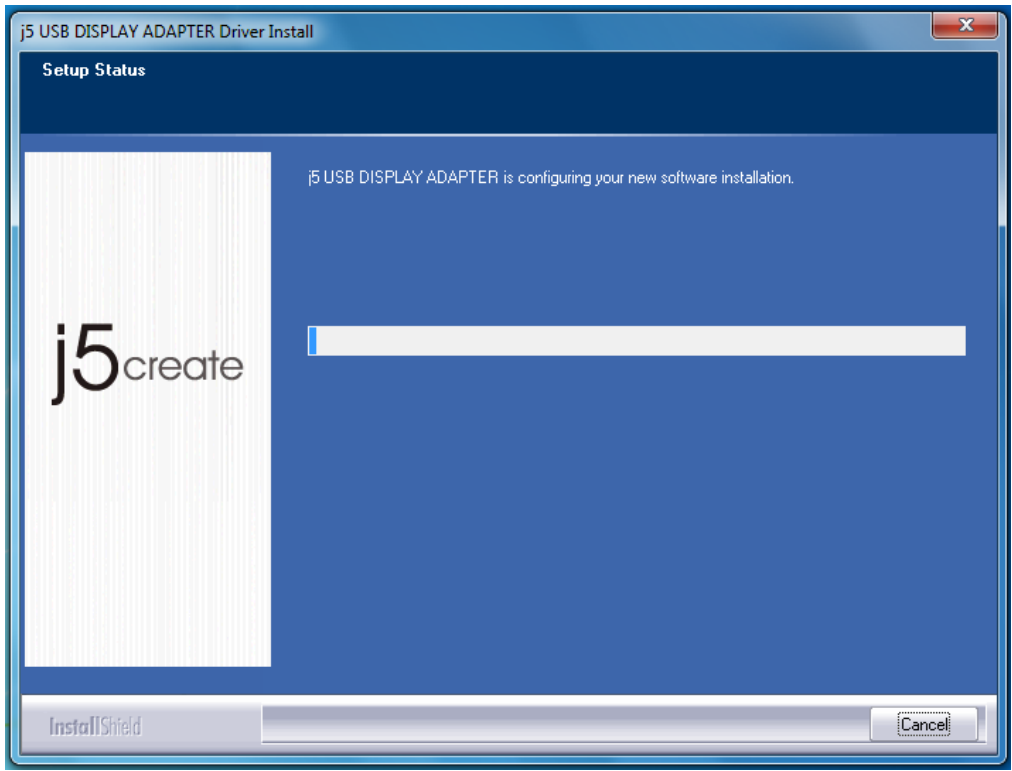 j5 USB DISPLAY ADAPTER Driver Install
Setup Status
j5 USB DISPLAY ADAPTER is configuring your new software installation.
j5create
InstallShield
Cancel